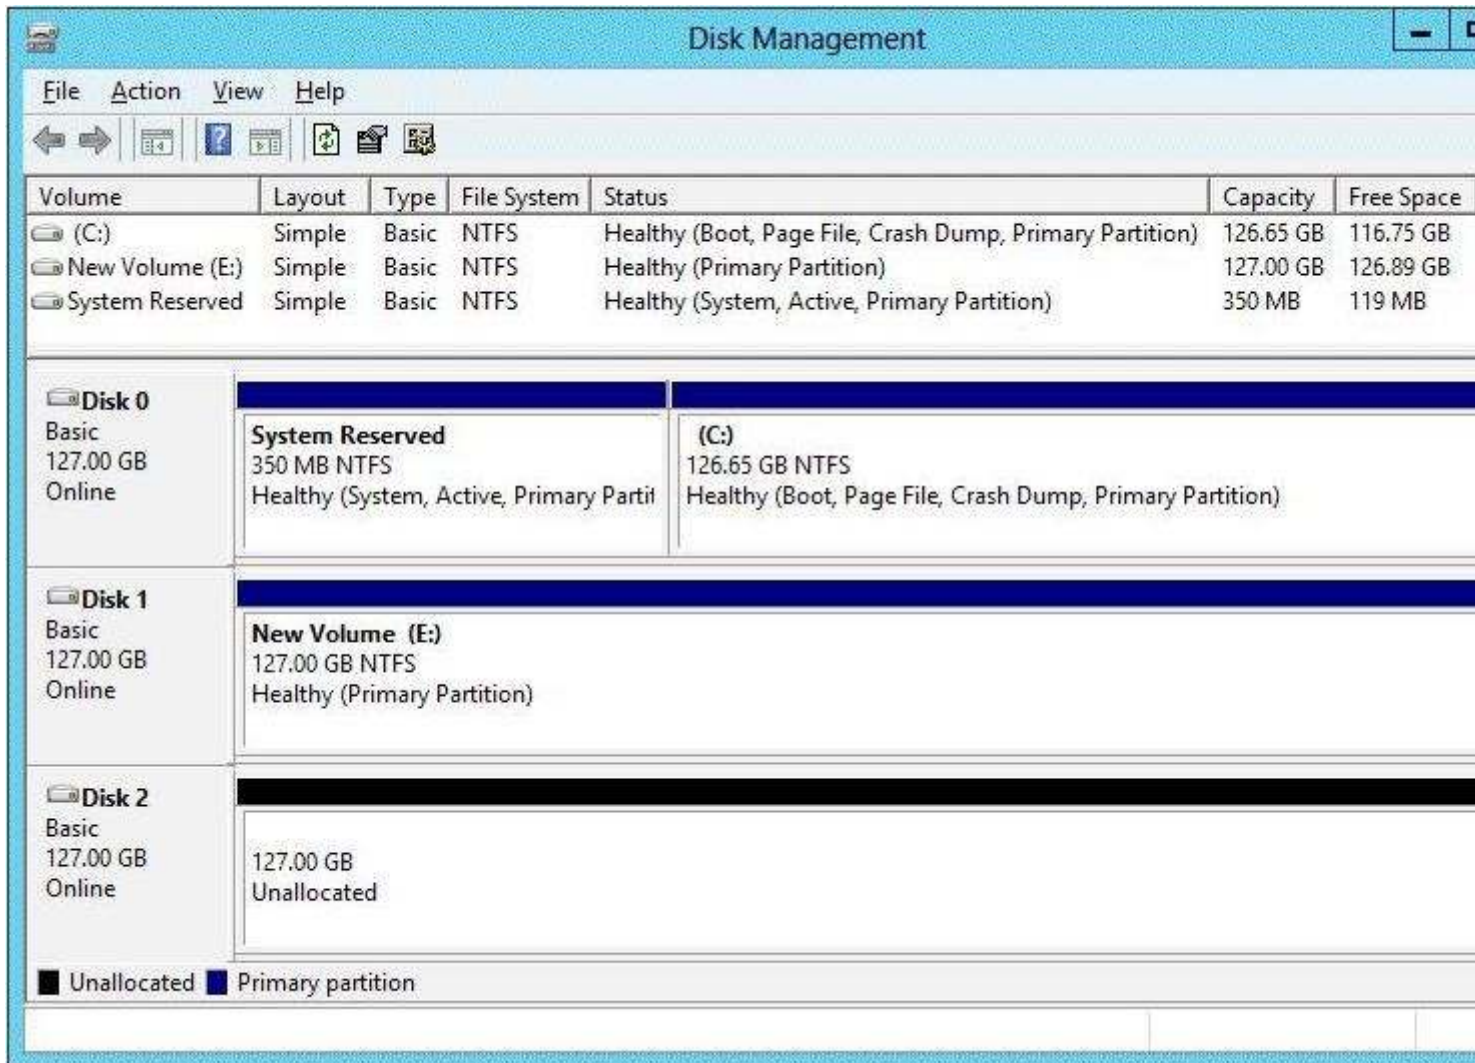 Disk Management
File Action View Help
Volume Layout Type File System Status Capacity Free Space
(C:) Simple Basic NTFS Healthy (Boot, Page File, Crash Dump, Primary Partition) 126.65 GB 116.75 GB
New Volume (E:) Simple Basic NTFS Healthy (Primary Partition) 127.00 GB 126.89 GB
System Reserved Simple Basic NTFS Healthy (System, Active, Primary Partition) 350 MB 119 MB
Disk 0
Basic
127.00 GB
Online
System Reserved
350 MB NTFS
Healthy (System, Active, Primary Partit
(C:)
126.65 GB NTFS
Healthy (Boot, Page File, Crash Dump, Primary Partition)
Disk 1
Basic
127.00 GB
Online
New Volume (E:)
127.00 GB NTFS
Healthy (Primary Partition)
Disk 2
Basic
127.00 GB
Online
127.00 GB
Unallocated
Unallocated Primary partition